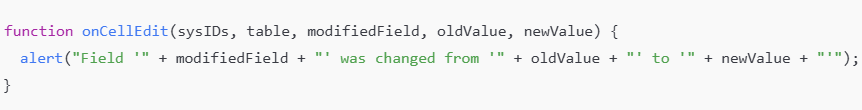 function onCellEdit(sysIDs, table, modifiedField, oldValue, newValue) {
  alert("Field '" + modifiedField + "' was changed from '" + oldValue + "' to '" + newValue + "'");
}